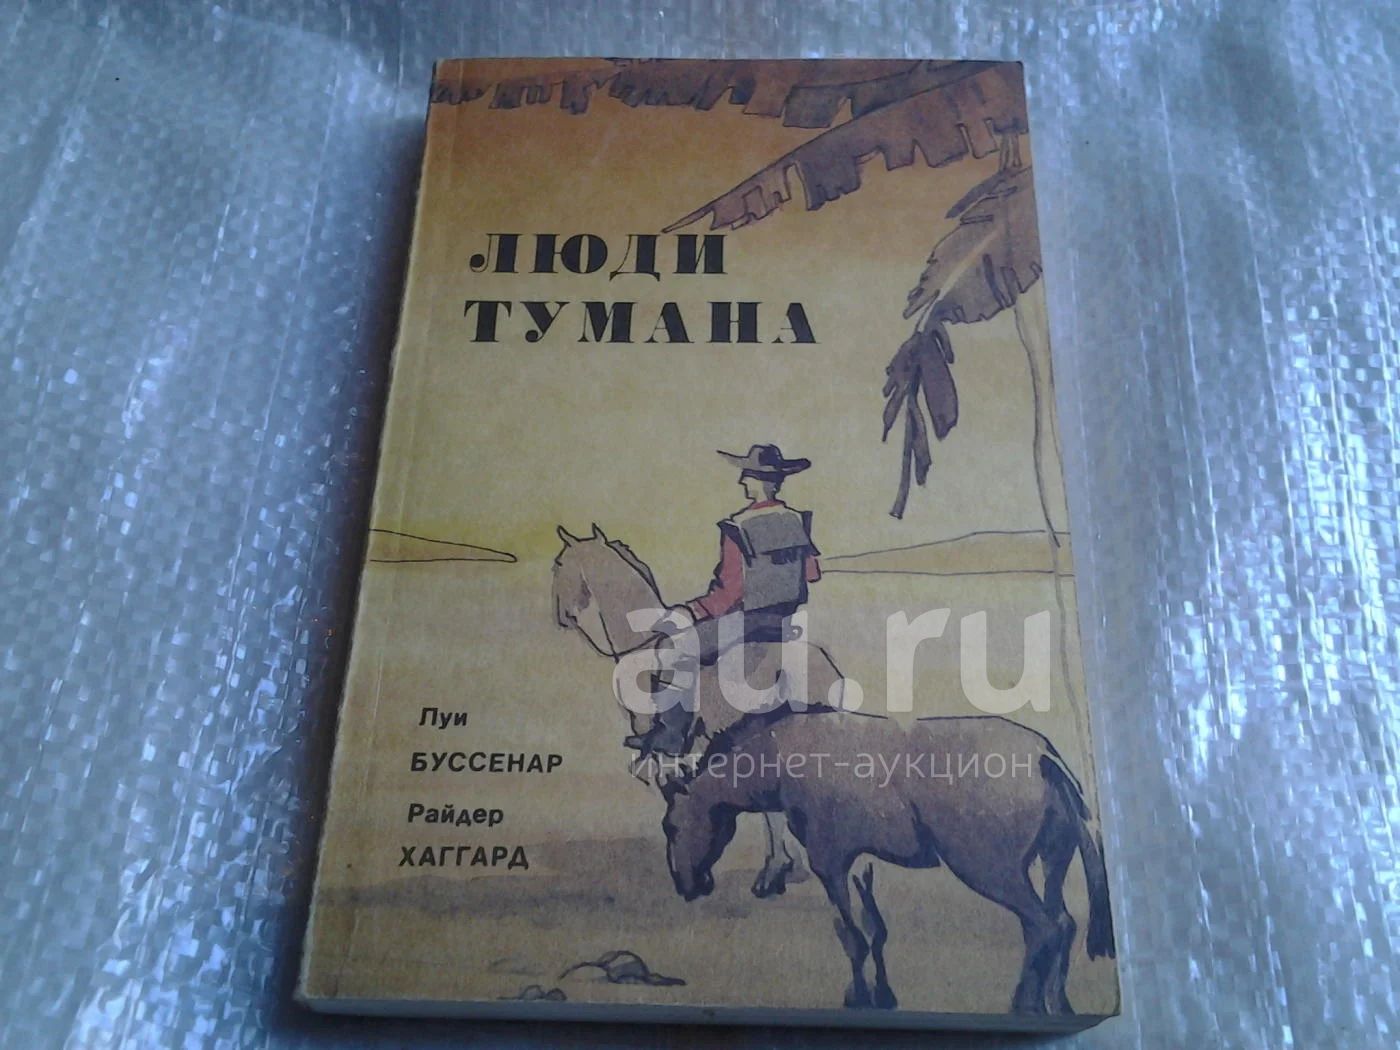 ЛЮДИ
ТУМАНА
Луи
БУССЕНАР
Райдер
ХАГГАРД
au.ru
интернет-аукцион